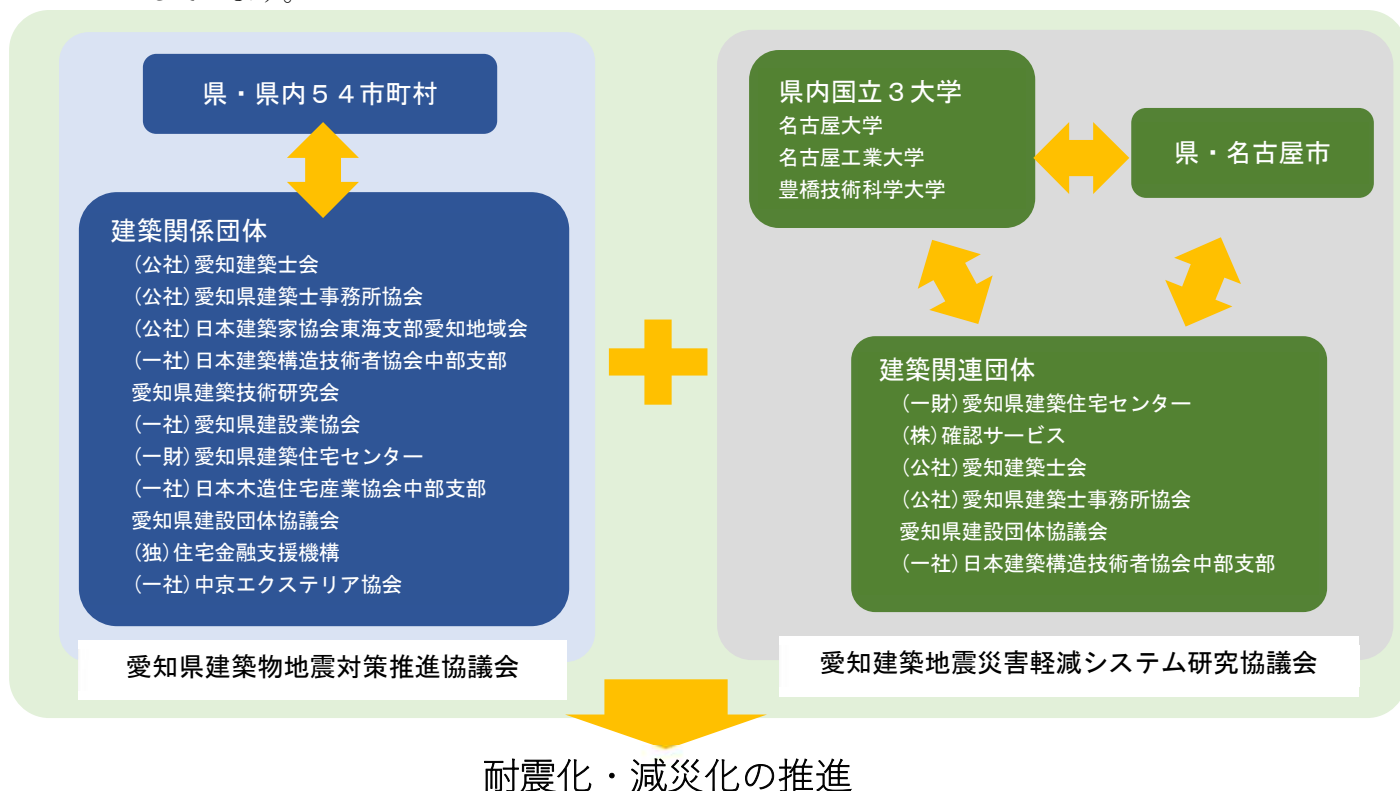 県・県内５４市町村
建築関係団体
(公社)愛知建築士会
(公社)愛知県建築士事務所協会
(公社)日本建築家協会東海支部愛知地域会
(一社)日本建築構造技術者協会中部支部
愛知県建築技術研究会
(一社)愛知県建設業協会
(一財)愛知県建築住宅センター
(一社)日本木造住宅産業協会中部支部
愛知県建設団体協議会
(独)住宅金融支援機構
(一社)中京エクステリア協会
愛知県建築物地震対策推進協議会
県内国立３大学
名古屋大学
名古屋工業大学
豊橋技術科学大学
県・名古屋市
建築関連団体
(一財)愛知県建築住宅センター
(株)確認サービス
(公社)愛知建築士会
(公社)愛知県建築士事務所協会
愛知県建設団体協議会
(一社)日本建築構造技術者協会中部支部
愛知建築地震災害軽減システム研究協議会
耐震化・減災化の推進